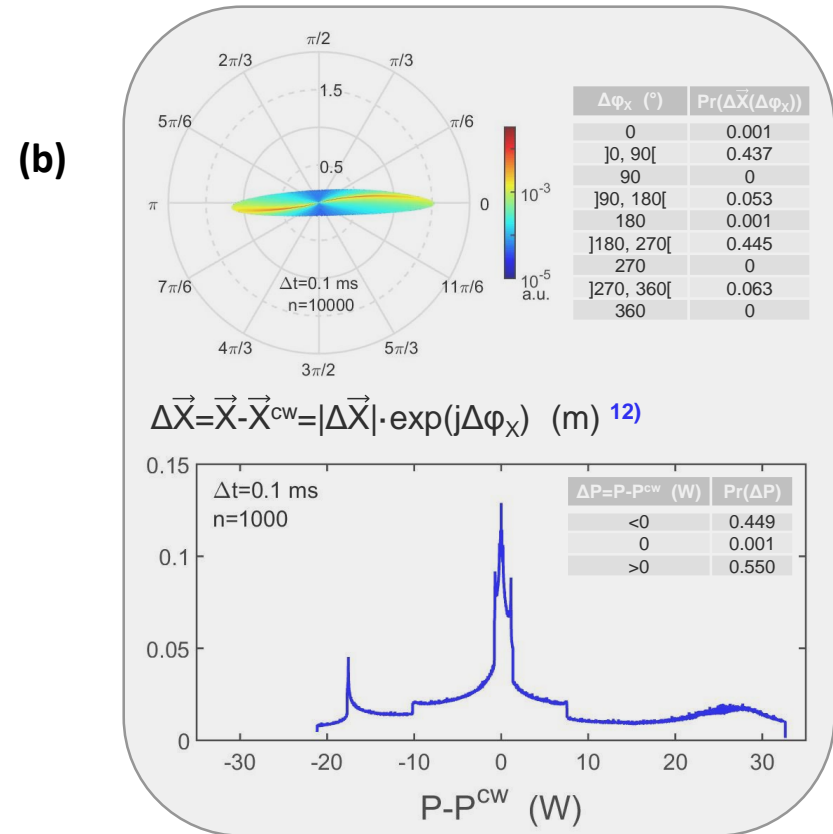 (b)
π/2
2π/3
π/3
1.5
5π/6
π/6
0.5
π
0
7π/6
11π/6
Δt=0.1 ms
n=10000
4π/3
5π/3
3π/2
10⁻³
10⁻⁵
a.u.
Δφ_X (°) Pr(ΔX⃗(Δφ_X))
0 0.001
]0, 90[ 0.437
90 0
]90, 180[ 0.053
180 0.001
]180, 270[ 0.445
270 0
]270, 360[ 0.063
360 0
ΔX⃗=X⃗-X⃗ᶜʷ=|ΔX⃗|·exp(jΔφ_X) (m) 12)
0.15
0.1
0.05
0
Δt=0.1 ms
n=1000
ΔP=P-Pᶜʷ (W) Pr(ΔP)
<0 0.449
0 0.001
>0 0.550
-30 -20 -10 0 10 20 30
P-Pᶜᵂ (W)